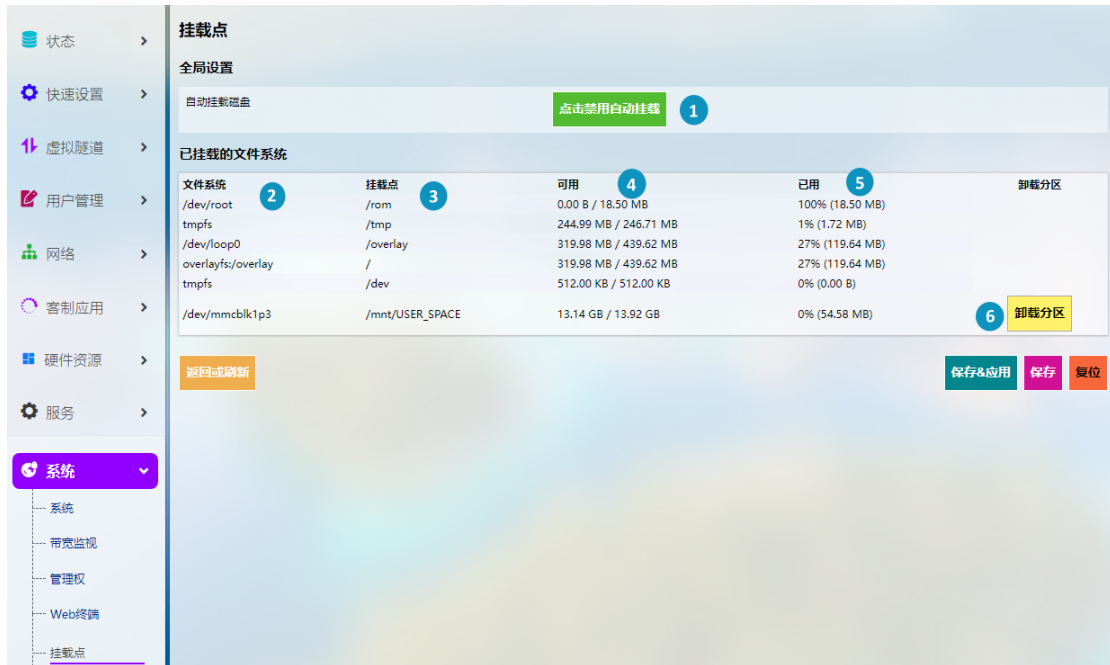 状态
快速设置
虚拟隧道
用户管理
网络
客制应用
硬件资源
服务
系统
系统
带宽监视
管理权
Web终端
挂载点
挂载点
全局设置
自动挂载磁盘 点击禁用自动挂载 1
已挂载的文件系统
文件系统 2 挂载点 3 可用 4 已用 5 卸载分区
/dev/root /rom 0.00 B / 18.50 MB 100% (18.50 MB)
tmpfs /tmp 244.99 MB / 246.71 MB 1% (1.72 MB)
/dev/loop0 /overlay 319.98 MB / 439.62 MB 27% (119.64 MB)
overlayfs:/overlay / 319.98 MB / 439.62 MB 27% (119.64 MB)
tmpfs /dev 512.00 KB / 512.00 KB 0% (0.00 B)
/dev/mmcblk1p3 /mnt/USER_SPACE 13.14 GB / 13.92 GB 0% (54.58 MB) 6 卸载分区
返回或刷新 保存&应用 保存 复位